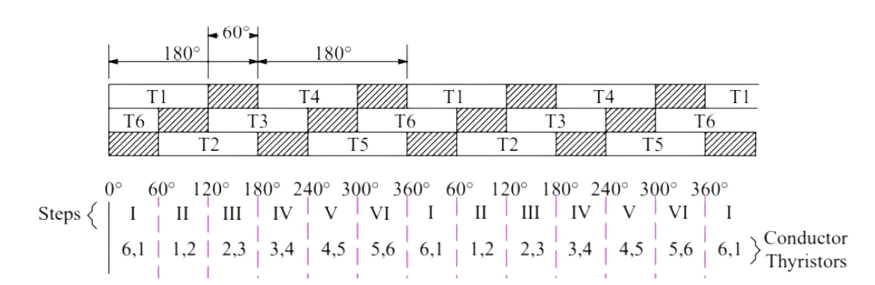 60°
180° 180°
T1 T4 T1 T4 T1
T6 T3 T6 T3 T6
T2 T5 T2 T5
0° 60° 120° 180° 240° 300° 360° 60° 120° 180° 240° 300° 360°
Steps { I II III IV V VI I II III IV V VI I
6,1 1,2 2,3 3,4 4,5 5,6 6,1 1,2 2,3 3,4 4,5 5,6 6,1 } Conductor
Thyristors